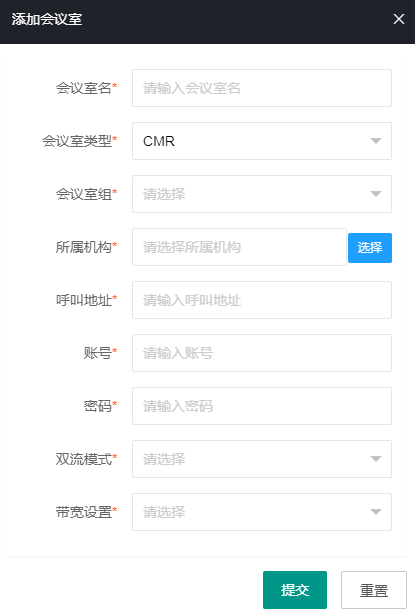 添加会议室
会议室名* 请输入会议室名
会议室类型* CMR
会议室组* 请选择
所属机构* 请选择所属机构 选择
呼叫地址* 请输入呼叫地址
账号* 请输入账号
密码* 请输入密码
双流模式* 请选择
带宽设置* 请选择
提交 重置